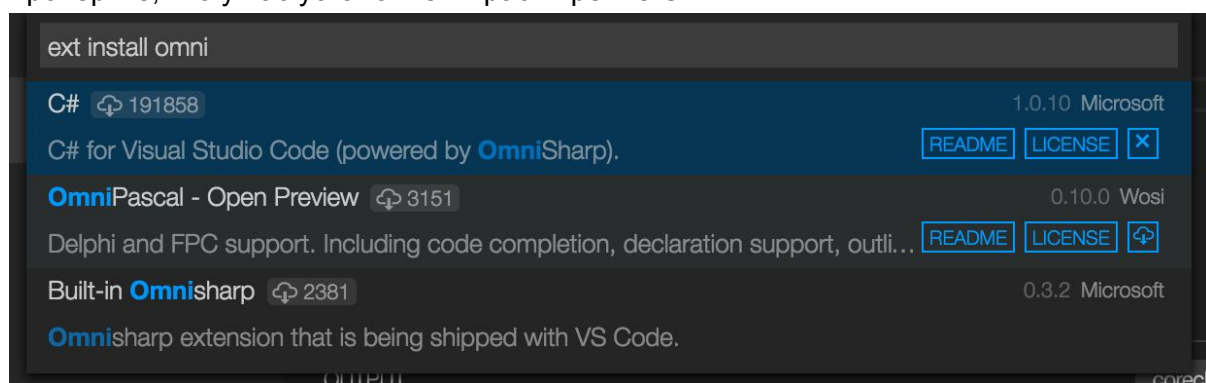 ext install omni
C# 191858 1.0.10 Microsoft
C# for Visual Studio Code (powered by OmniSharp). README LICENSE
OmniPascal - Open Preview 3151 0.10.0 Wosi
Delphi and FPC support. Including code completion, declaration support, outli... README LICENSE
Built-in Omnisharp 2381 0.3.2 Microsoft
Omnisharp extension that is being shipped with VS Code.
OUTPUT